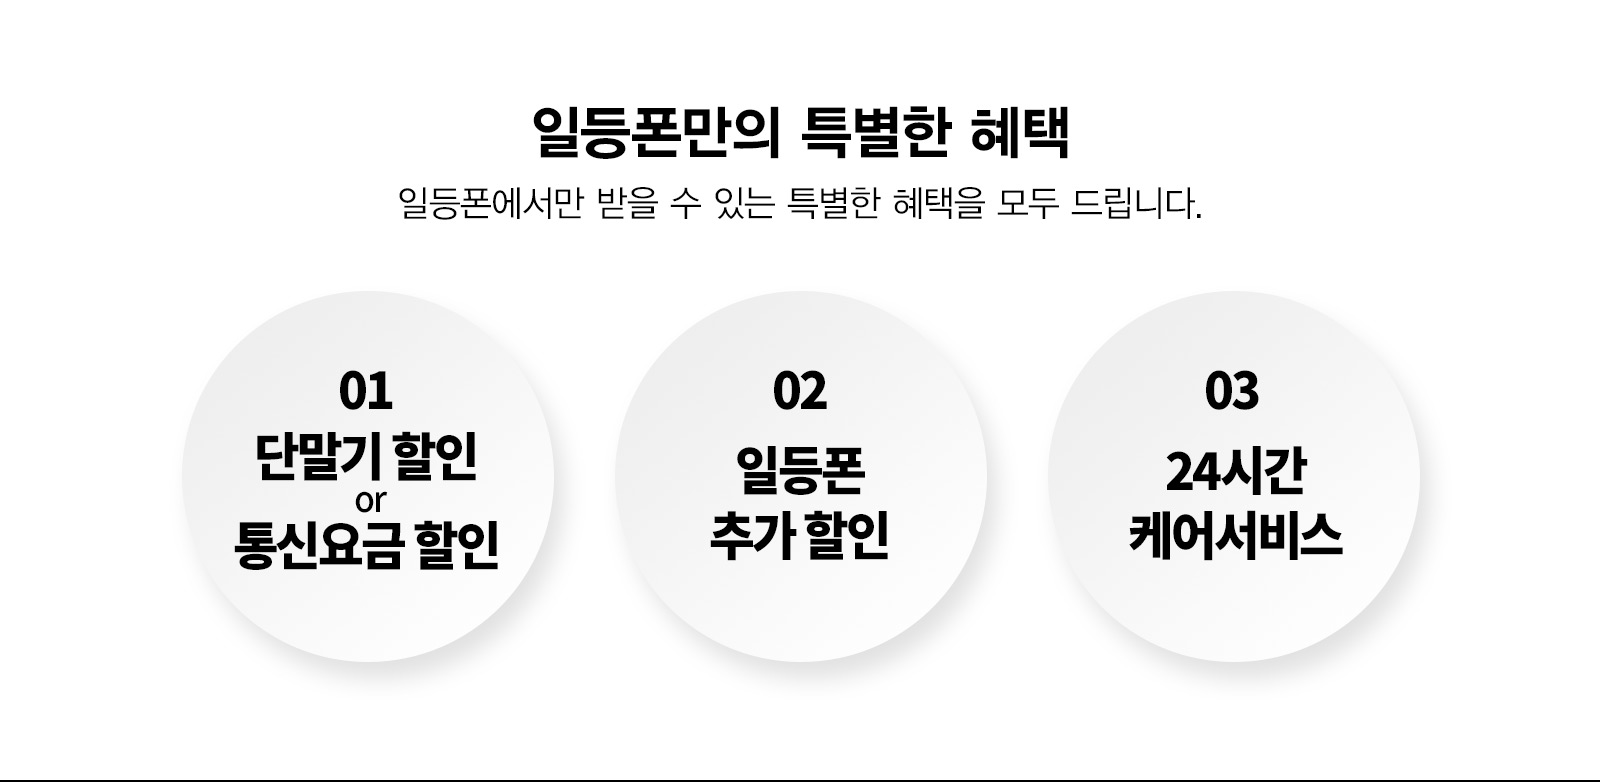 일등폰만의 특별한 혜택
일등폰에서만 받을 수 있는 특별한 혜택을 모두 드립니다.
01
단말기 할인
or
통신요금 할인
02
일등폰
추가 할인
03
24시간
케어서비스